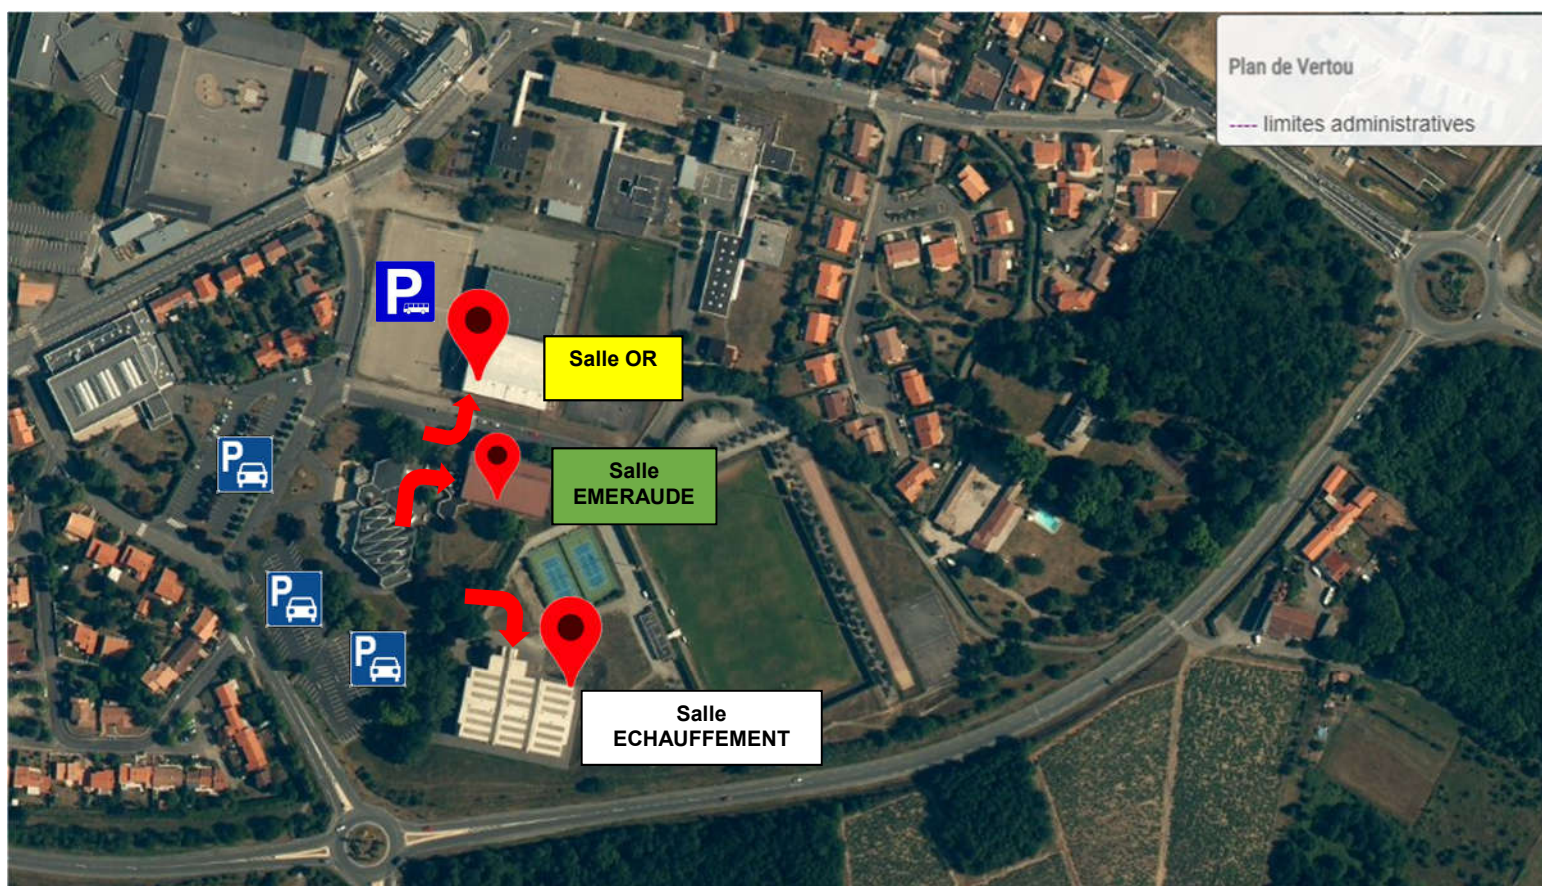 Plan de Vertou
---- limites administratives
P
Salle OR
P
Salle
EMERAUDE
P
P
Salle
ECHAUFFEMENT